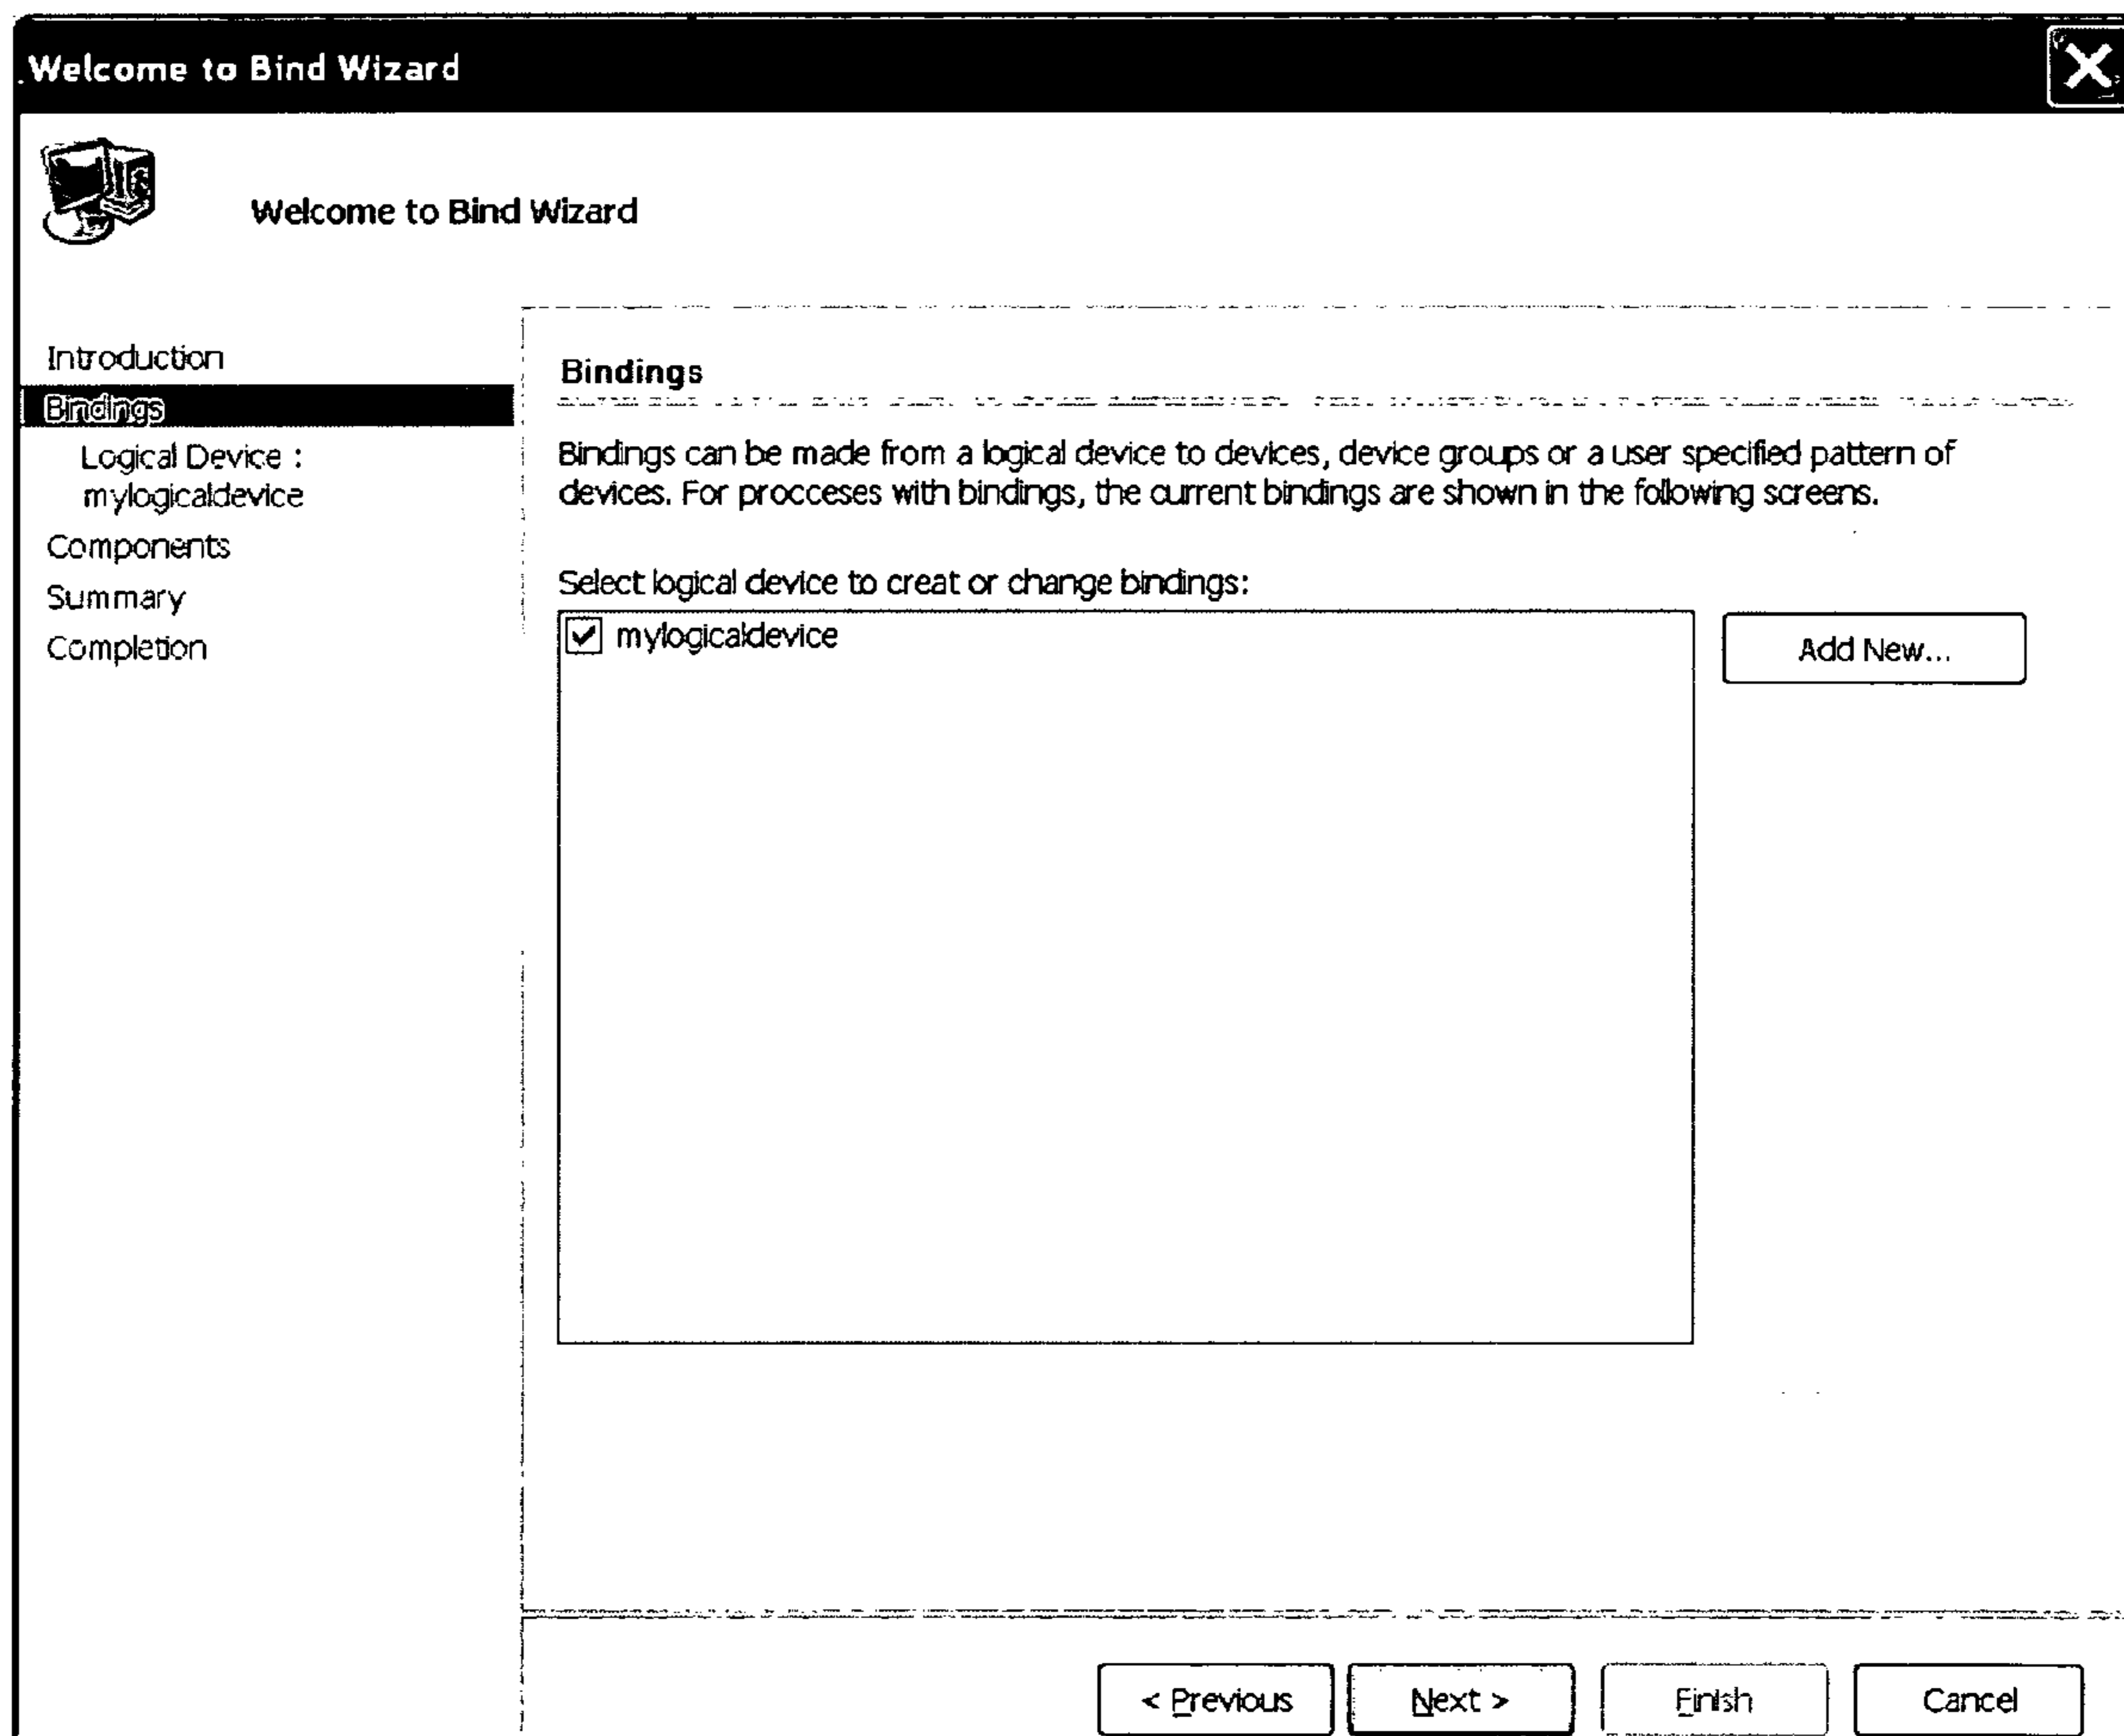 Welcome to Bind Wizard
Welcome to Bind Wizard
Introduction
Bindings
Logical Device :
mylogicaldevice
Components
Summary
Completion
Bindings
Bindings can be made from a logical device to devices, device groups or a user specified pattern of
devices. For procceses with bindings, the current bindings are shown in the following screens.
Select logical device to creat or change bindings:
mylogicaldevice
Add New...
< Previous
Next >
Finish
Cancel